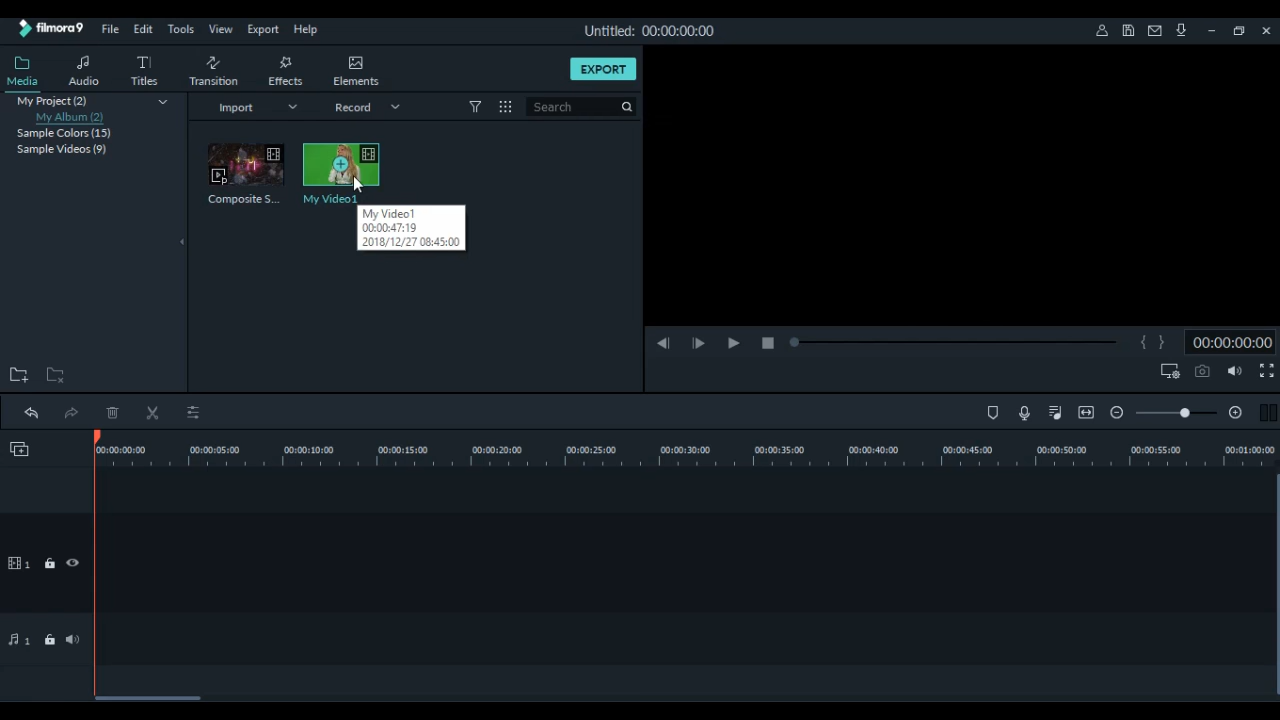 filmora9 File Edit Tools View Export Help Untitled: 00:00:00:00
Media Audio Titles Transition Effects Elements EXPORT
My Project (2)
My Album (2)
Sample Colors (15)
Sample Videos (9)
Import Record Search
Composite S... My Video1
My Video1
00:00:47:19
2018/12/27 08:45:00
00:00:00:00
00:00:00:00 00:00:05:00 00:00:10:00 00:00:15:00 00:00:20:00 00:00:25:00 00:00:30:00 00:00:35:00 00:00:40:00 00:00:45:00 00:00:50:00 00:00:55:00 00:01:00:00
1
1